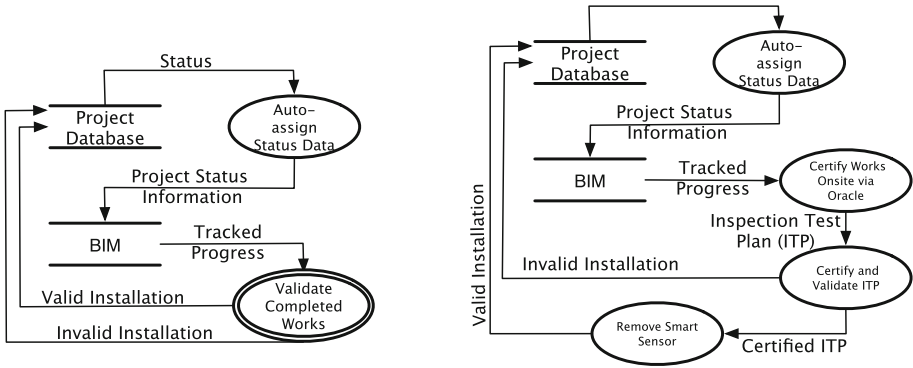 Status
Project
Database
Auto-
assign
Status Data
Project Status
Information
BIM
Tracked
Progress
Validate
Completed
Works
Valid Installation
Invalid Installation
Project
Database
Auto-
assign
Status Data
Project Status
Information
BIM
Tracked
Progress
Certify Works
Onsite via
Oracle
Inspection Test
Plan (ITP)
Invalid Installation
Certify and
Validate ITP
Valid Installation
Remove Smart
Sensor
Certified ITP